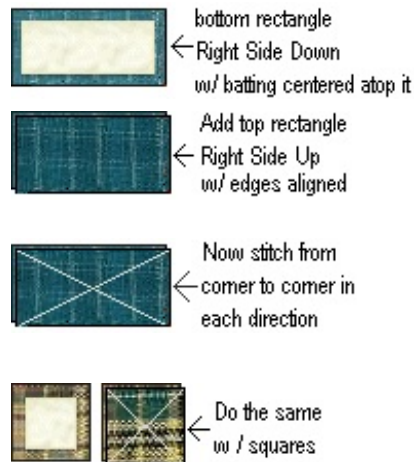 bottom rectangle
Right Side Down
w/ batting centered atop it
Add top rectangle
Right Side Up
w/ edges aligned
Now stitch from
corner to corner in
each direction
Do the same
w / squares